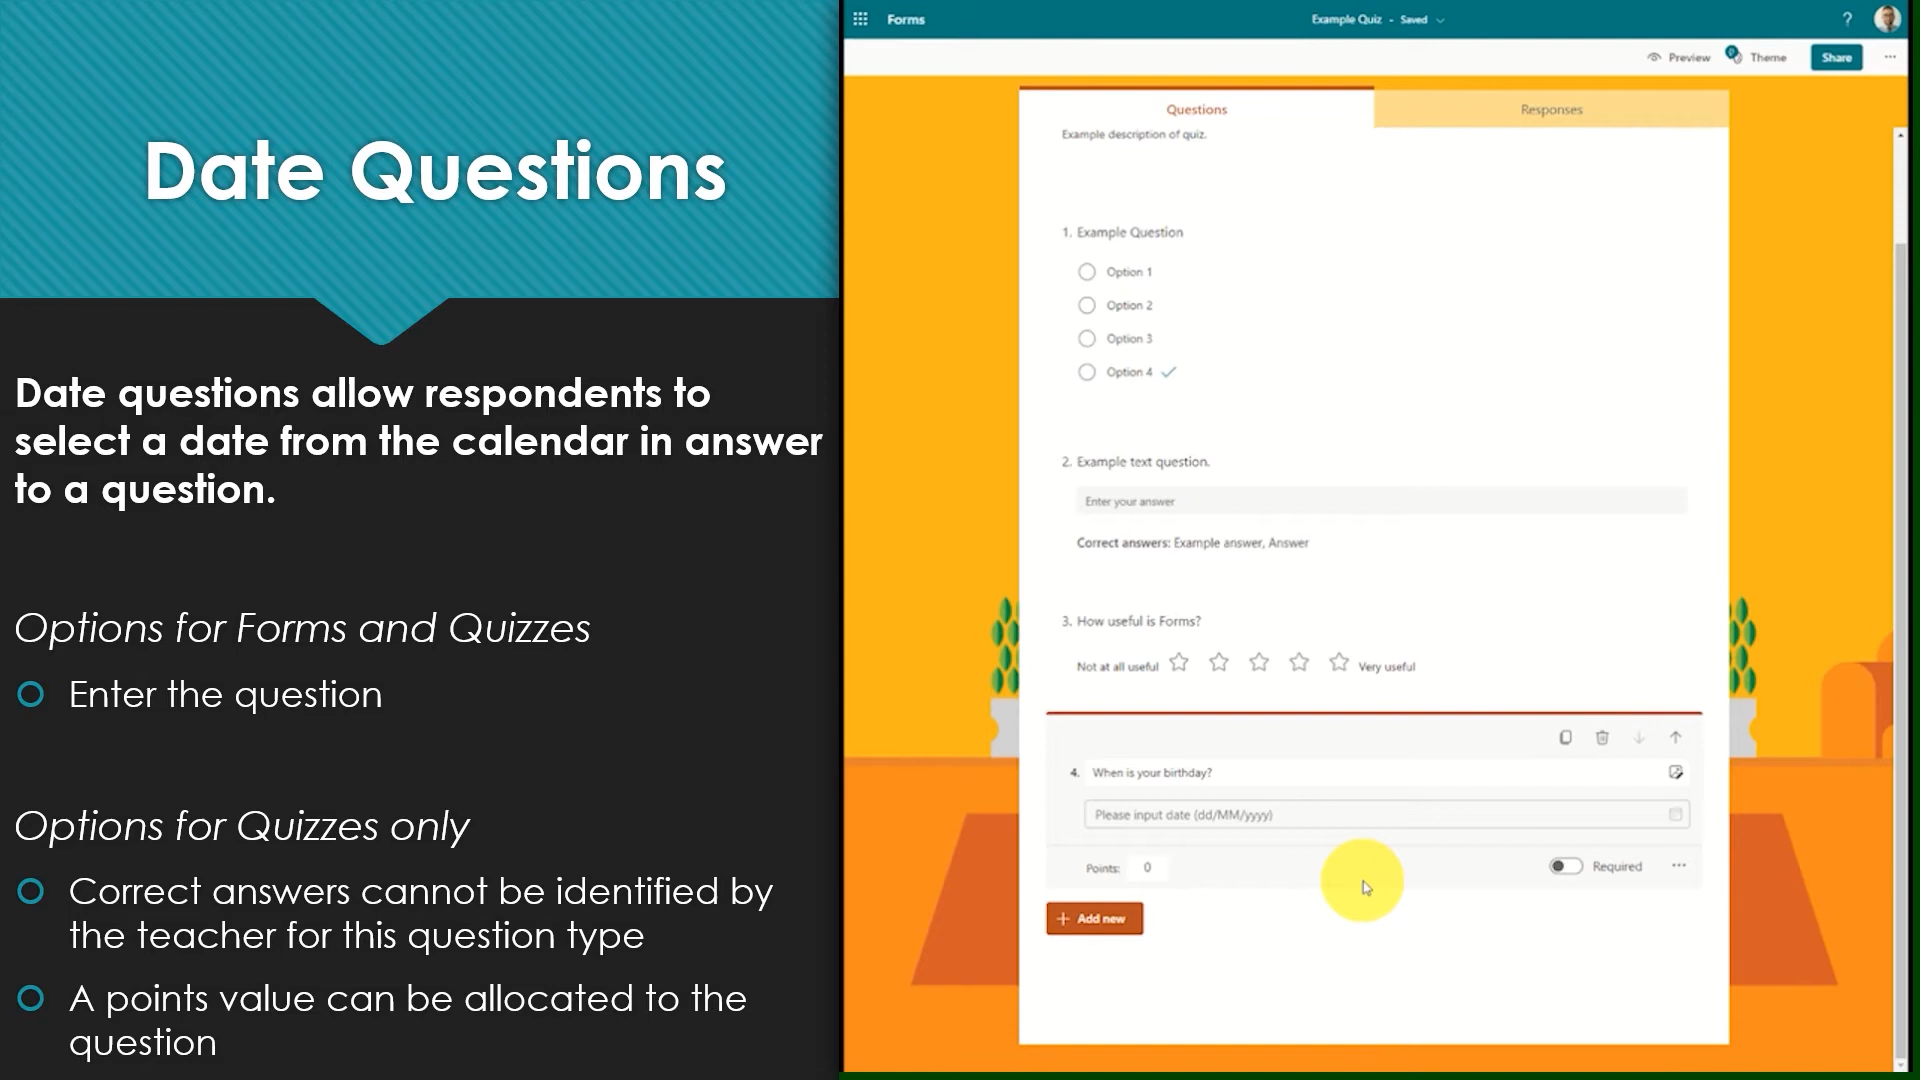 Date Questions
Date questions allow respondents to
select a date from the calendar in answer
to a question.
Options for Forms and Quizzes
Enter the question
Options for Quizzes only
Correct answers cannot be identified by
the teacher for this question type
A points value can be allocated to the
question
Forms
Example Quiz - Saved
?
Preview
Theme
Share
Questions
Responses
Example description of quiz.
1. Example Question
Option 1
Option 2
Option 3
Option 4
2. Example text question.
Enter your answer
Correct answers: Example answer, Answer
3. How useful is Forms?
Not at all useful
Very useful
4. When is your birthday?
Please input date (dd/MM/yyyy)
Points: 0
Required
+ Add new